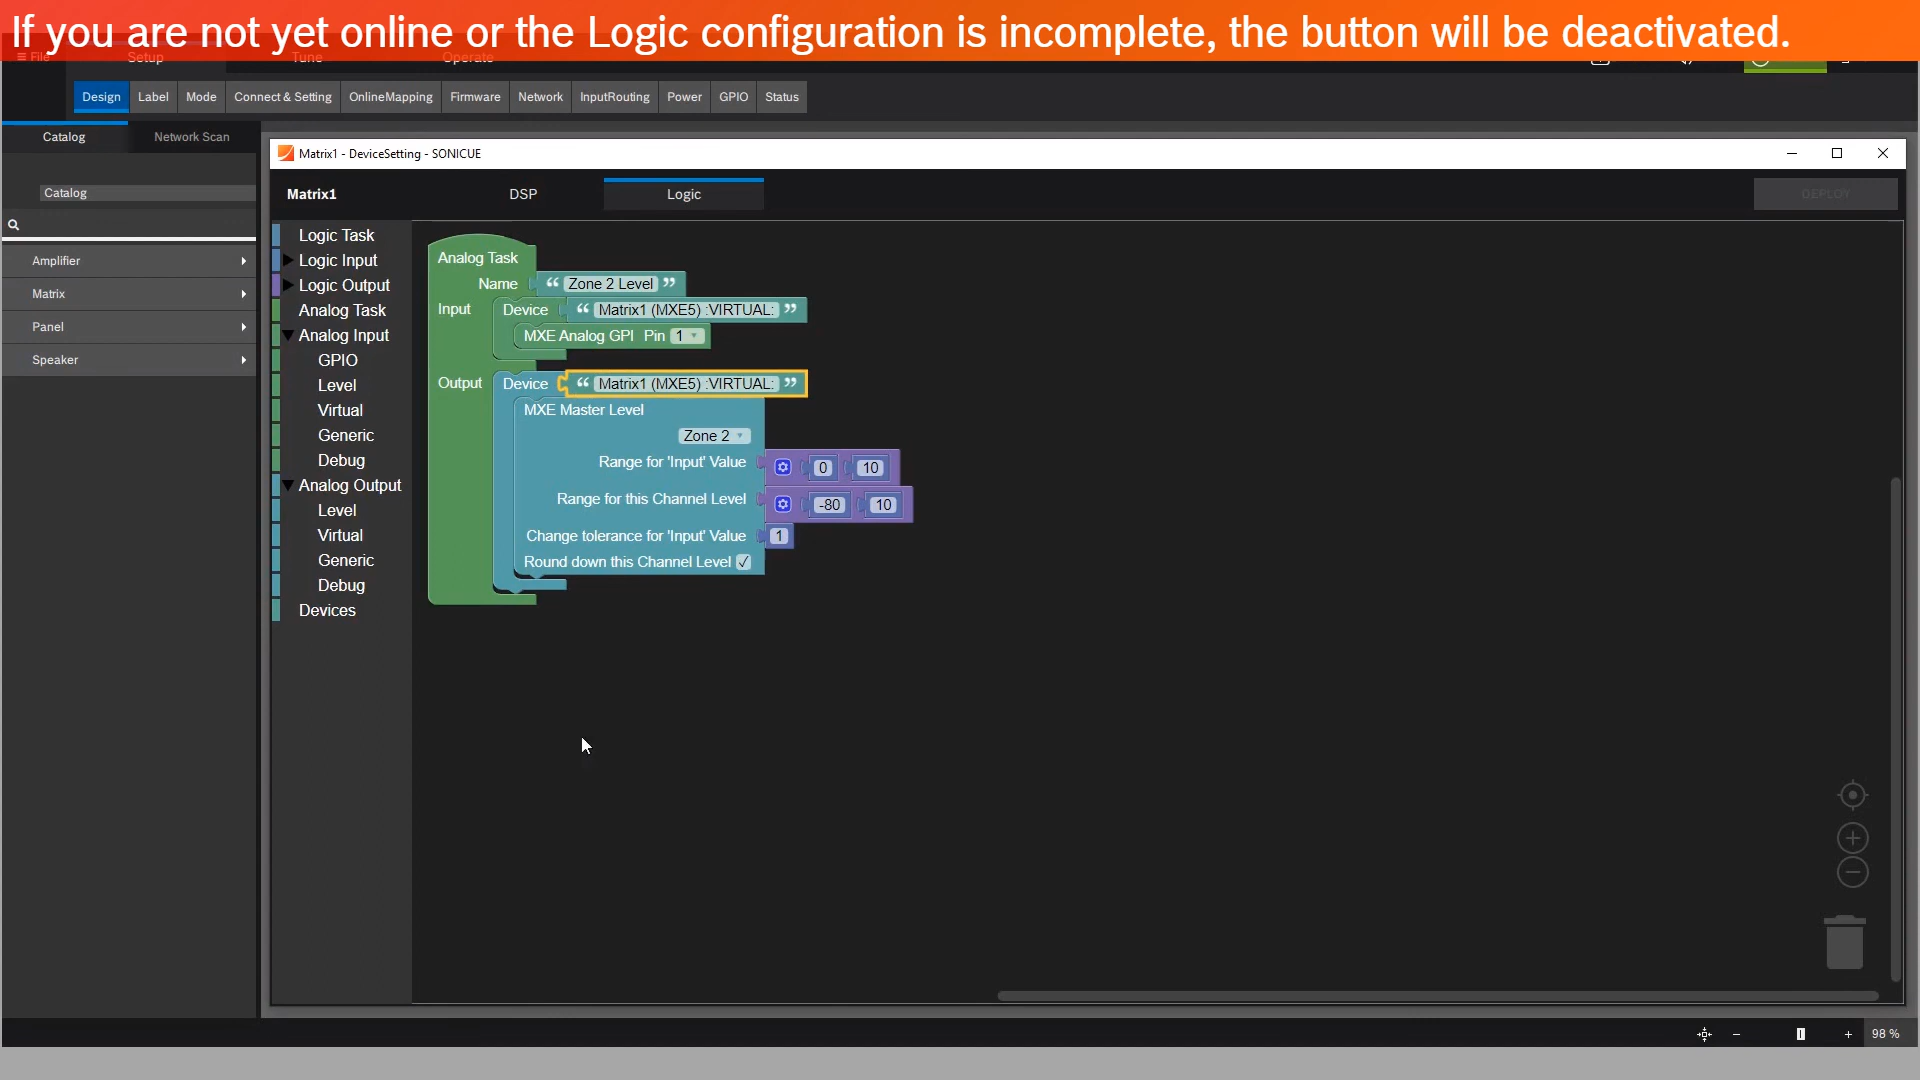 If you are not yet online or the Logic configuration is incomplete, the button will be deactivated.
File Setup Tune Operate
Design Label Mode Connect & Setting OnlineMapping Firmware Network InputRouting Power GPIO Status
Catalog Network Scan
Matrix1 - DeviceSetting - SONICUE
Catalog
Amplifier
Matrix
Panel
Speaker
Matrix1 DSP Logic DEPLOY
Logic Task
Logic Input
Logic Output
Analog Task
Analog Input
GPIO
Level
Virtual
Generic
Debug
Analog Output
Level
Virtual
Generic
Debug
Devices
Analog Task
Name “ Zone 2 Level ”
Input Device “ Matrix1 (MXE5) :VIRTUAL: ”
MXE Analog GPI Pin 1
Output Device “ Matrix1 (MXE5) :VIRTUAL: ”
MXE Master Level
Zone 2
Range for 'Input' Value 0 10
Range for this Channel Level -80 10
Change tolerance for 'Input' Value 1
Round down this Channel Level ✓
98 %